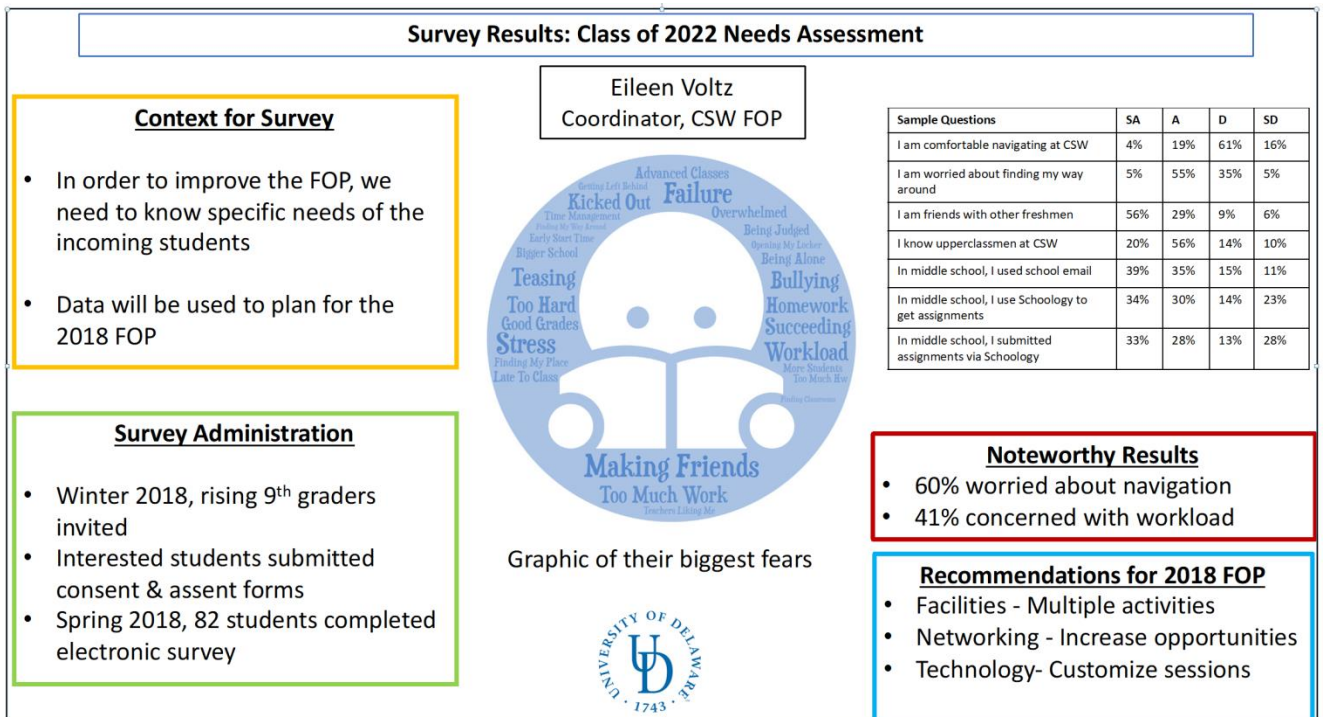 Survey Results: Class of 2022 Needs Assessment
Eileen Voltz
Coordinator, CSW FOP
Context for Survey
• In order to improve the FOP, we
need to know specific needs of the
incoming students
• Data will be used to plan for the
2018 FOP
Survey Administration
• Winter 2018, rising 9th graders
invited
• Interested students submitted
consent & assent forms
• Spring 2018, 82 students completed
electronic survey
Advanced Classes
Getting Left Behind
Kicked Out
Failure
Time Management
Overwhelmed
Finding My Way Around
Being Judged
Early Start Time
Opening My Locker
Bigger School
Being Alone
Teasing
Bullying
Too Hard
Homework
Good Grades
Succeeding
Stress
Workload
Finding My Place
More Students
Late To Class
Too Much Hw
Finding Classrooms
Making Friends
Too Much Work
Teachers Liking Me
Graphic of their biggest fears
UNIVERSITY OF DELAWARE
UD
1743
Sample Questions SA A D SD
I am comfortable navigating at CSW 4% 19% 61% 16%
I am worried about finding my way
around 5% 55% 35% 5%
I am friends with other freshmen 56% 29% 9% 6%
I know upperclassmen at CSW 20% 56% 14% 10%
In middle school, I used school email 39% 35% 15% 11%
In middle school, I use Schoology to
get assignments 34% 30% 14% 23%
In middle school, I submitted
assignments via Schoology 33% 28% 13% 28%
Noteworthy Results
• 60% worried about navigation
• 41% concerned with workload
Recommendations for 2018 FOP
• Facilities - Multiple activities
• Networking - Increase opportunities
• Technology- Customize sessions